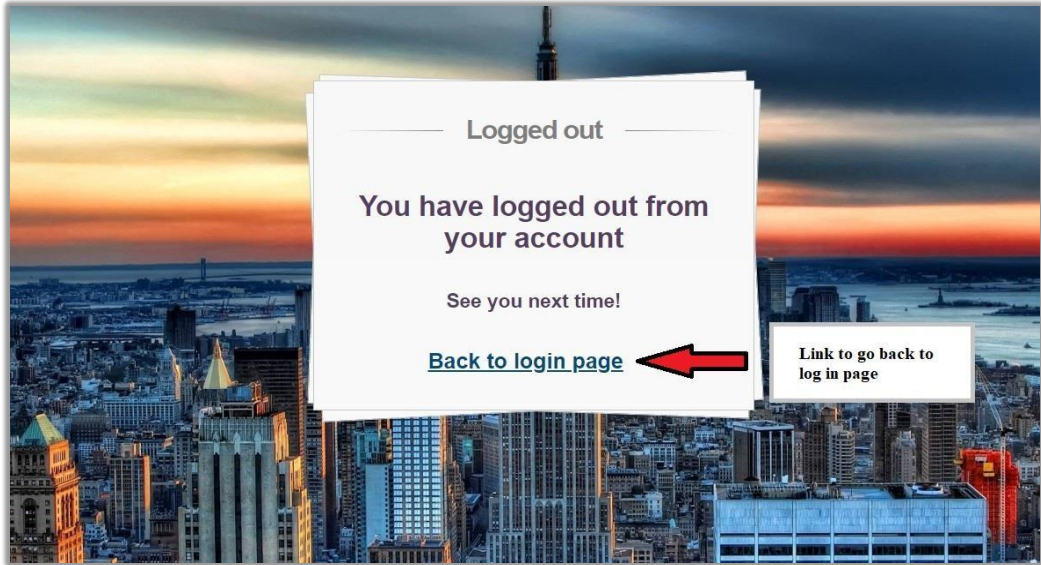 Logged out
You have logged out from
your account
See you next time!
Back to login page
Link to go back to
log in page